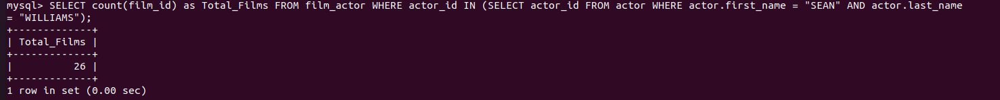 mysql> SELECT count(film_id) as Total_Films FROM film_actor WHERE actor_id IN (SELECT actor_id FROM actor WHERE actor.first_name = "SEAN" AND actor.last_name
= "WILLIAMS");
+-------------+
| Total_Films |
+-------------+
|          26 |
+-------------+
1 row in set (0.00 sec)